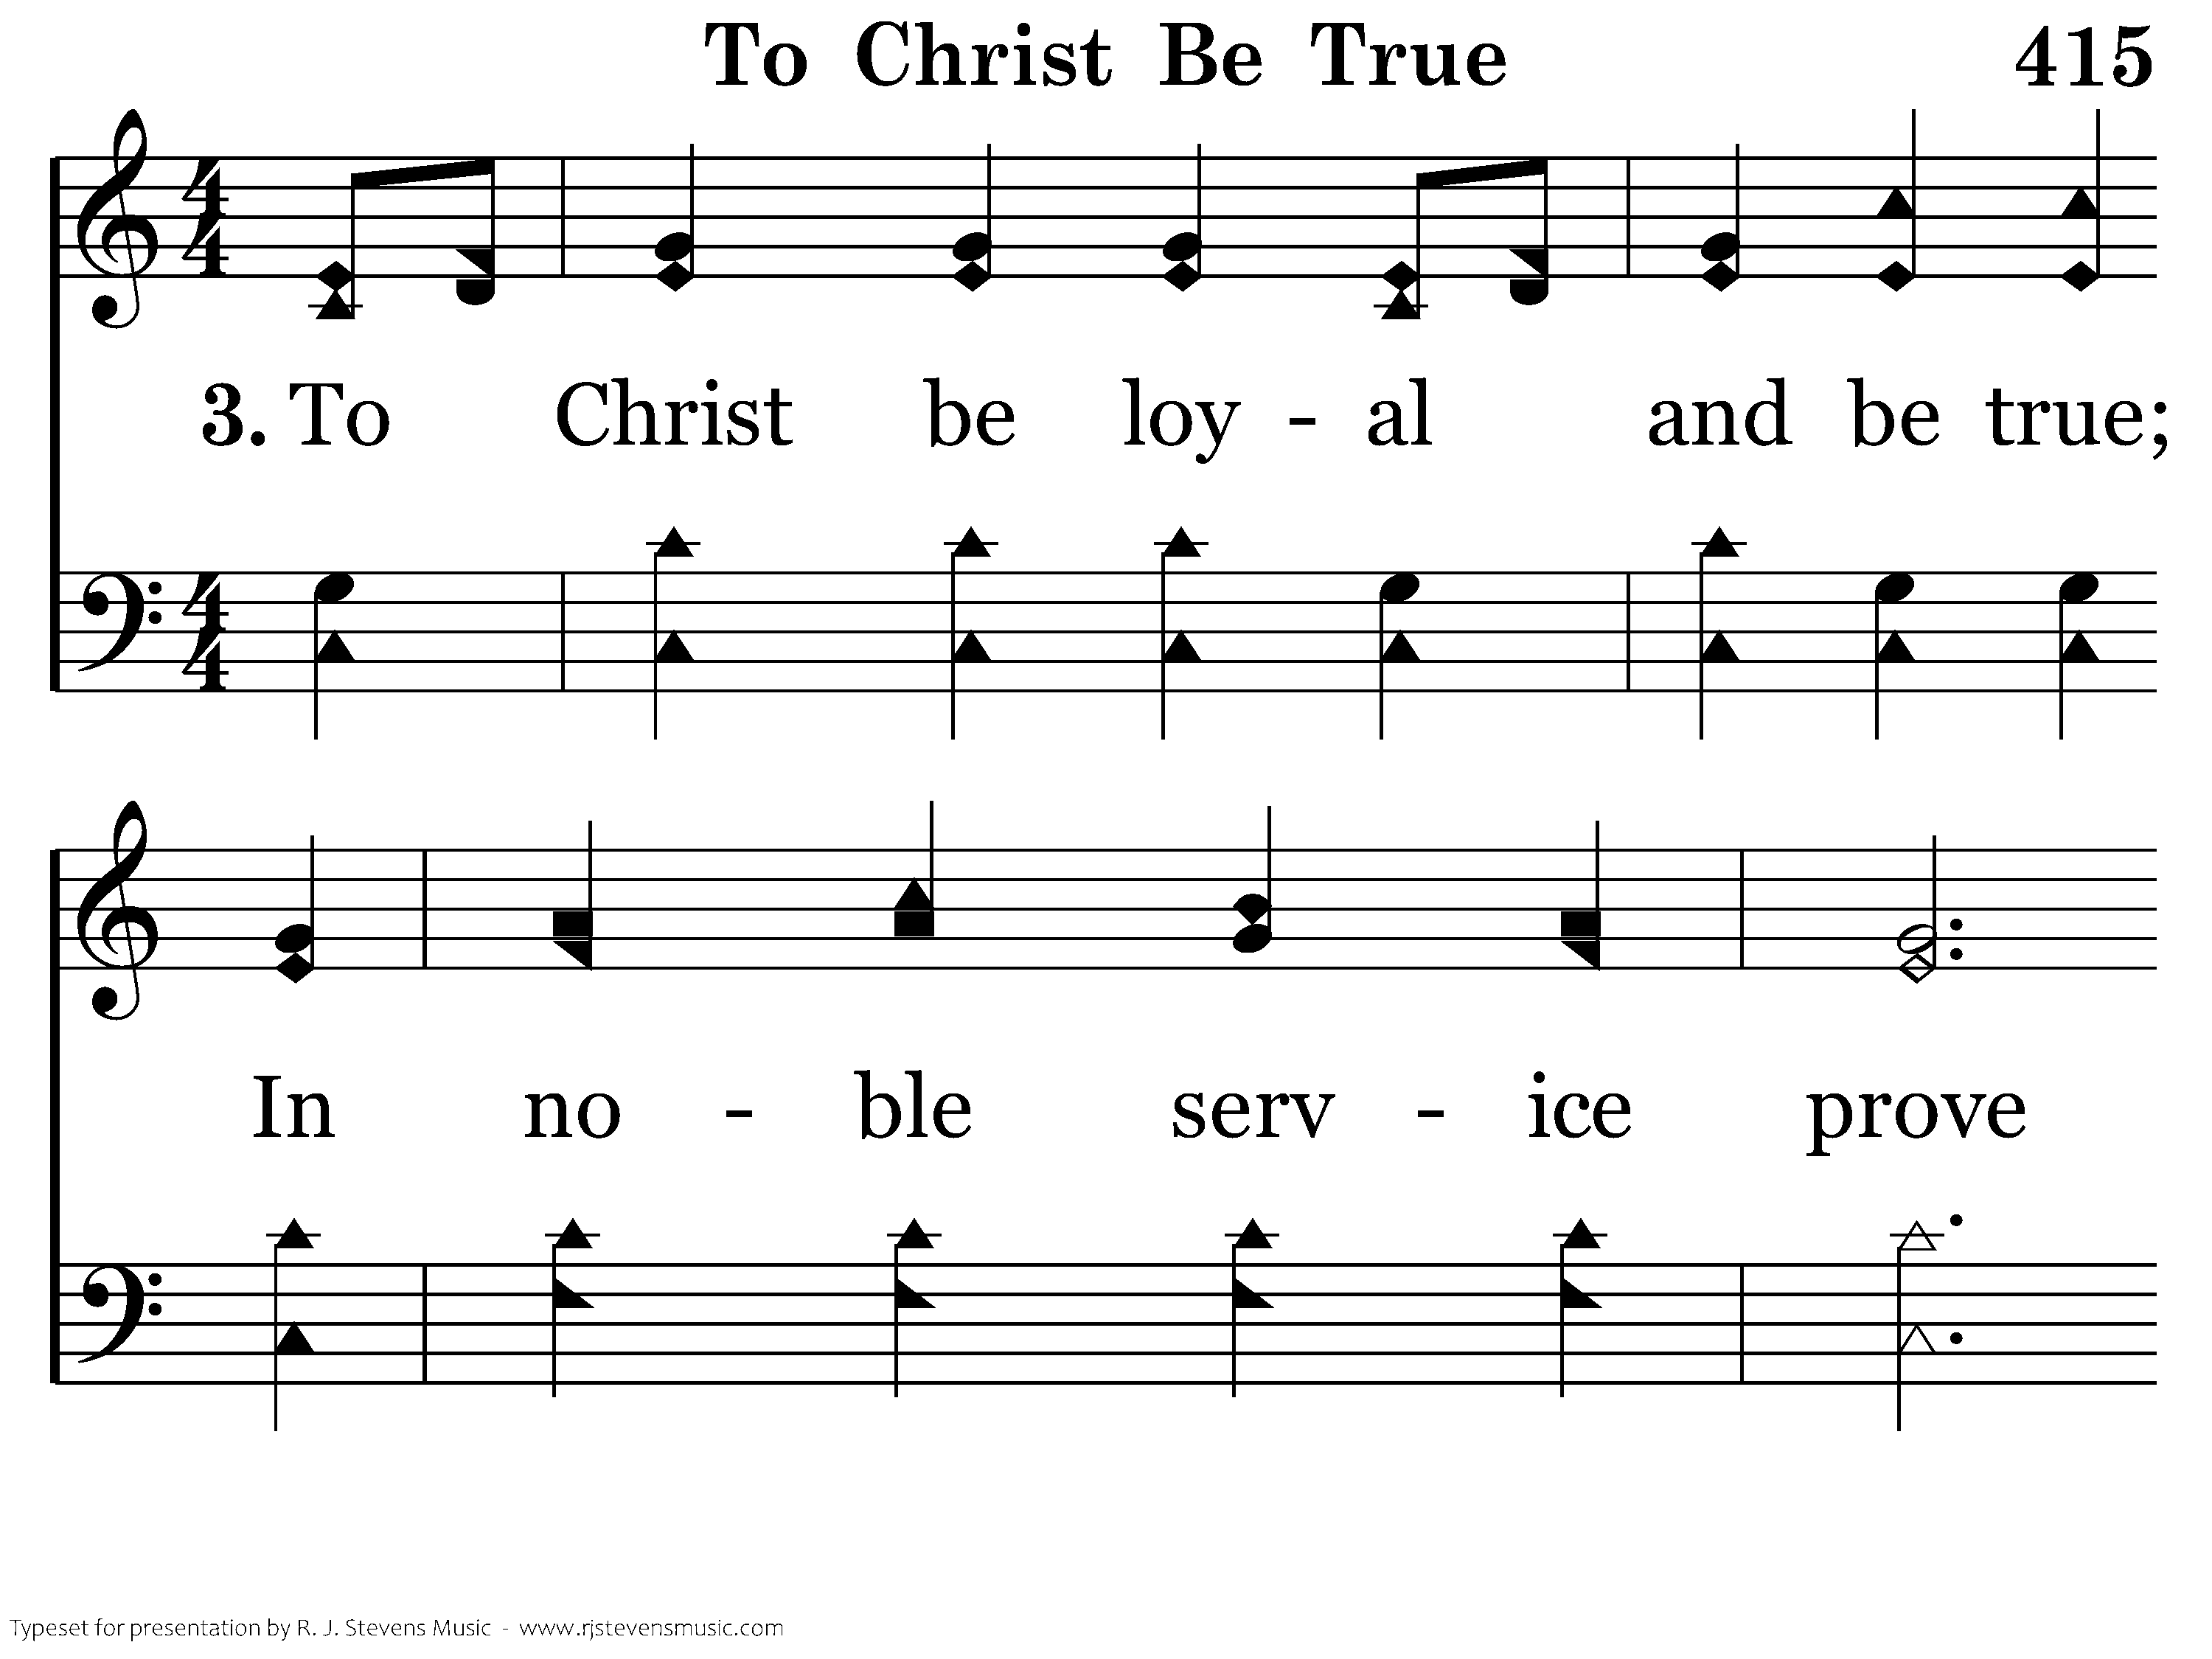 To Christ Be True 415
3. To Christ be loy - al and be true;
In no - ble serv - ice prove
Typeset for presentation by R. J. Stevens Music - www.rjstevensmusic.com